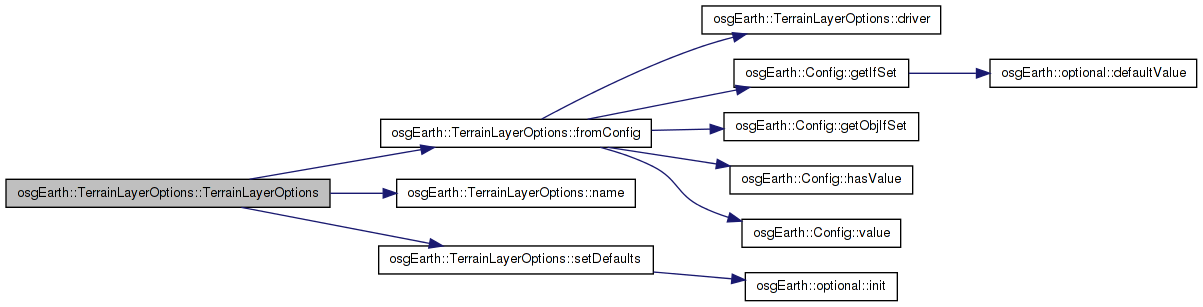 osgEarth::TerrainLayerOptions::driver
osgEarth::Config::getIfSet
osgEarth::optional::defaultValue
osgEarth::TerrainLayerOptions::fromConfig
osgEarth::Config::getObjIfSet
osgEarth::Config::hasValue
osgEarth::TerrainLayerOptions::TerrainLayerOptions
osgEarth::TerrainLayerOptions::name
osgEarth::Config::value
osgEarth::TerrainLayerOptions::setDefaults
osgEarth::optional::init